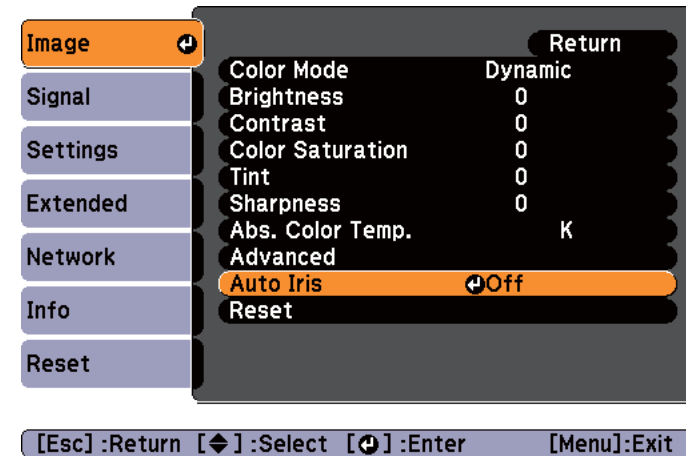 Image
Signal
Settings
Extended
Network
Info
Reset
Return
Color Mode Dynamic
Brightness 0
Contrast 0
Color Saturation 0
Tint 0
Sharpness 0
Abs. Color Temp. K
Advanced
Auto Iris Off
Reset
[Esc] :Return [ ] :Select [ ] :Enter [Menu]:Exit